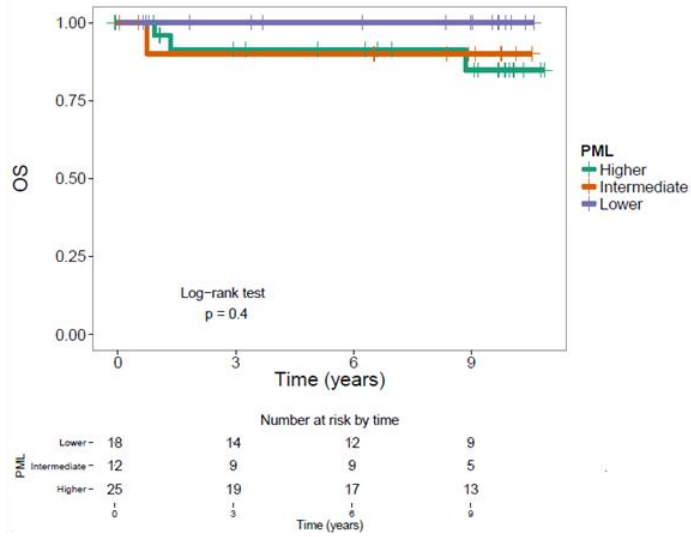 1.00
0.75
0.50
0.25
0.00
OS
Log-rank test
p = 0.4
0 3 6 9
Time (years)
PML
Higher
Intermediate
Lower
Number at risk by time
PML
Lower 18 14 12 9
Intermediate 12 9 9 5
Higher 25 19 17 13
0 3 6 9
Time (years)